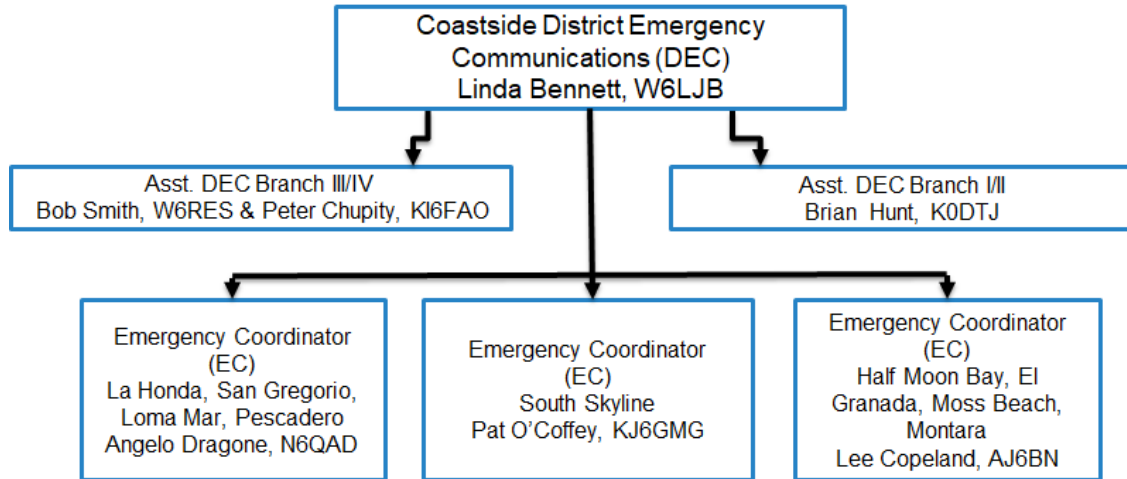 Coastside District Emergency
Communications (DEC)
Linda Bennett, W6LJB
Asst. DEC Branch III/IV
Bob Smith, W6RES & Peter Chupity, KI6FAO
Asst. DEC Branch I/II
Brian Hunt, K0DTJ
Emergency Coordinator
(EC)
La Honda, San Gregorio,
Loma Mar, Pescadero
Angelo Dragone, N6QAD
Emergency Coordinator
(EC)
South Skyline
Pat O’Coffey, KJ6GMG
Emergency Coordinator
(EC)
Half Moon Bay, El
Granada, Moss Beach,
Montara
Lee Copeland, AJ6BN